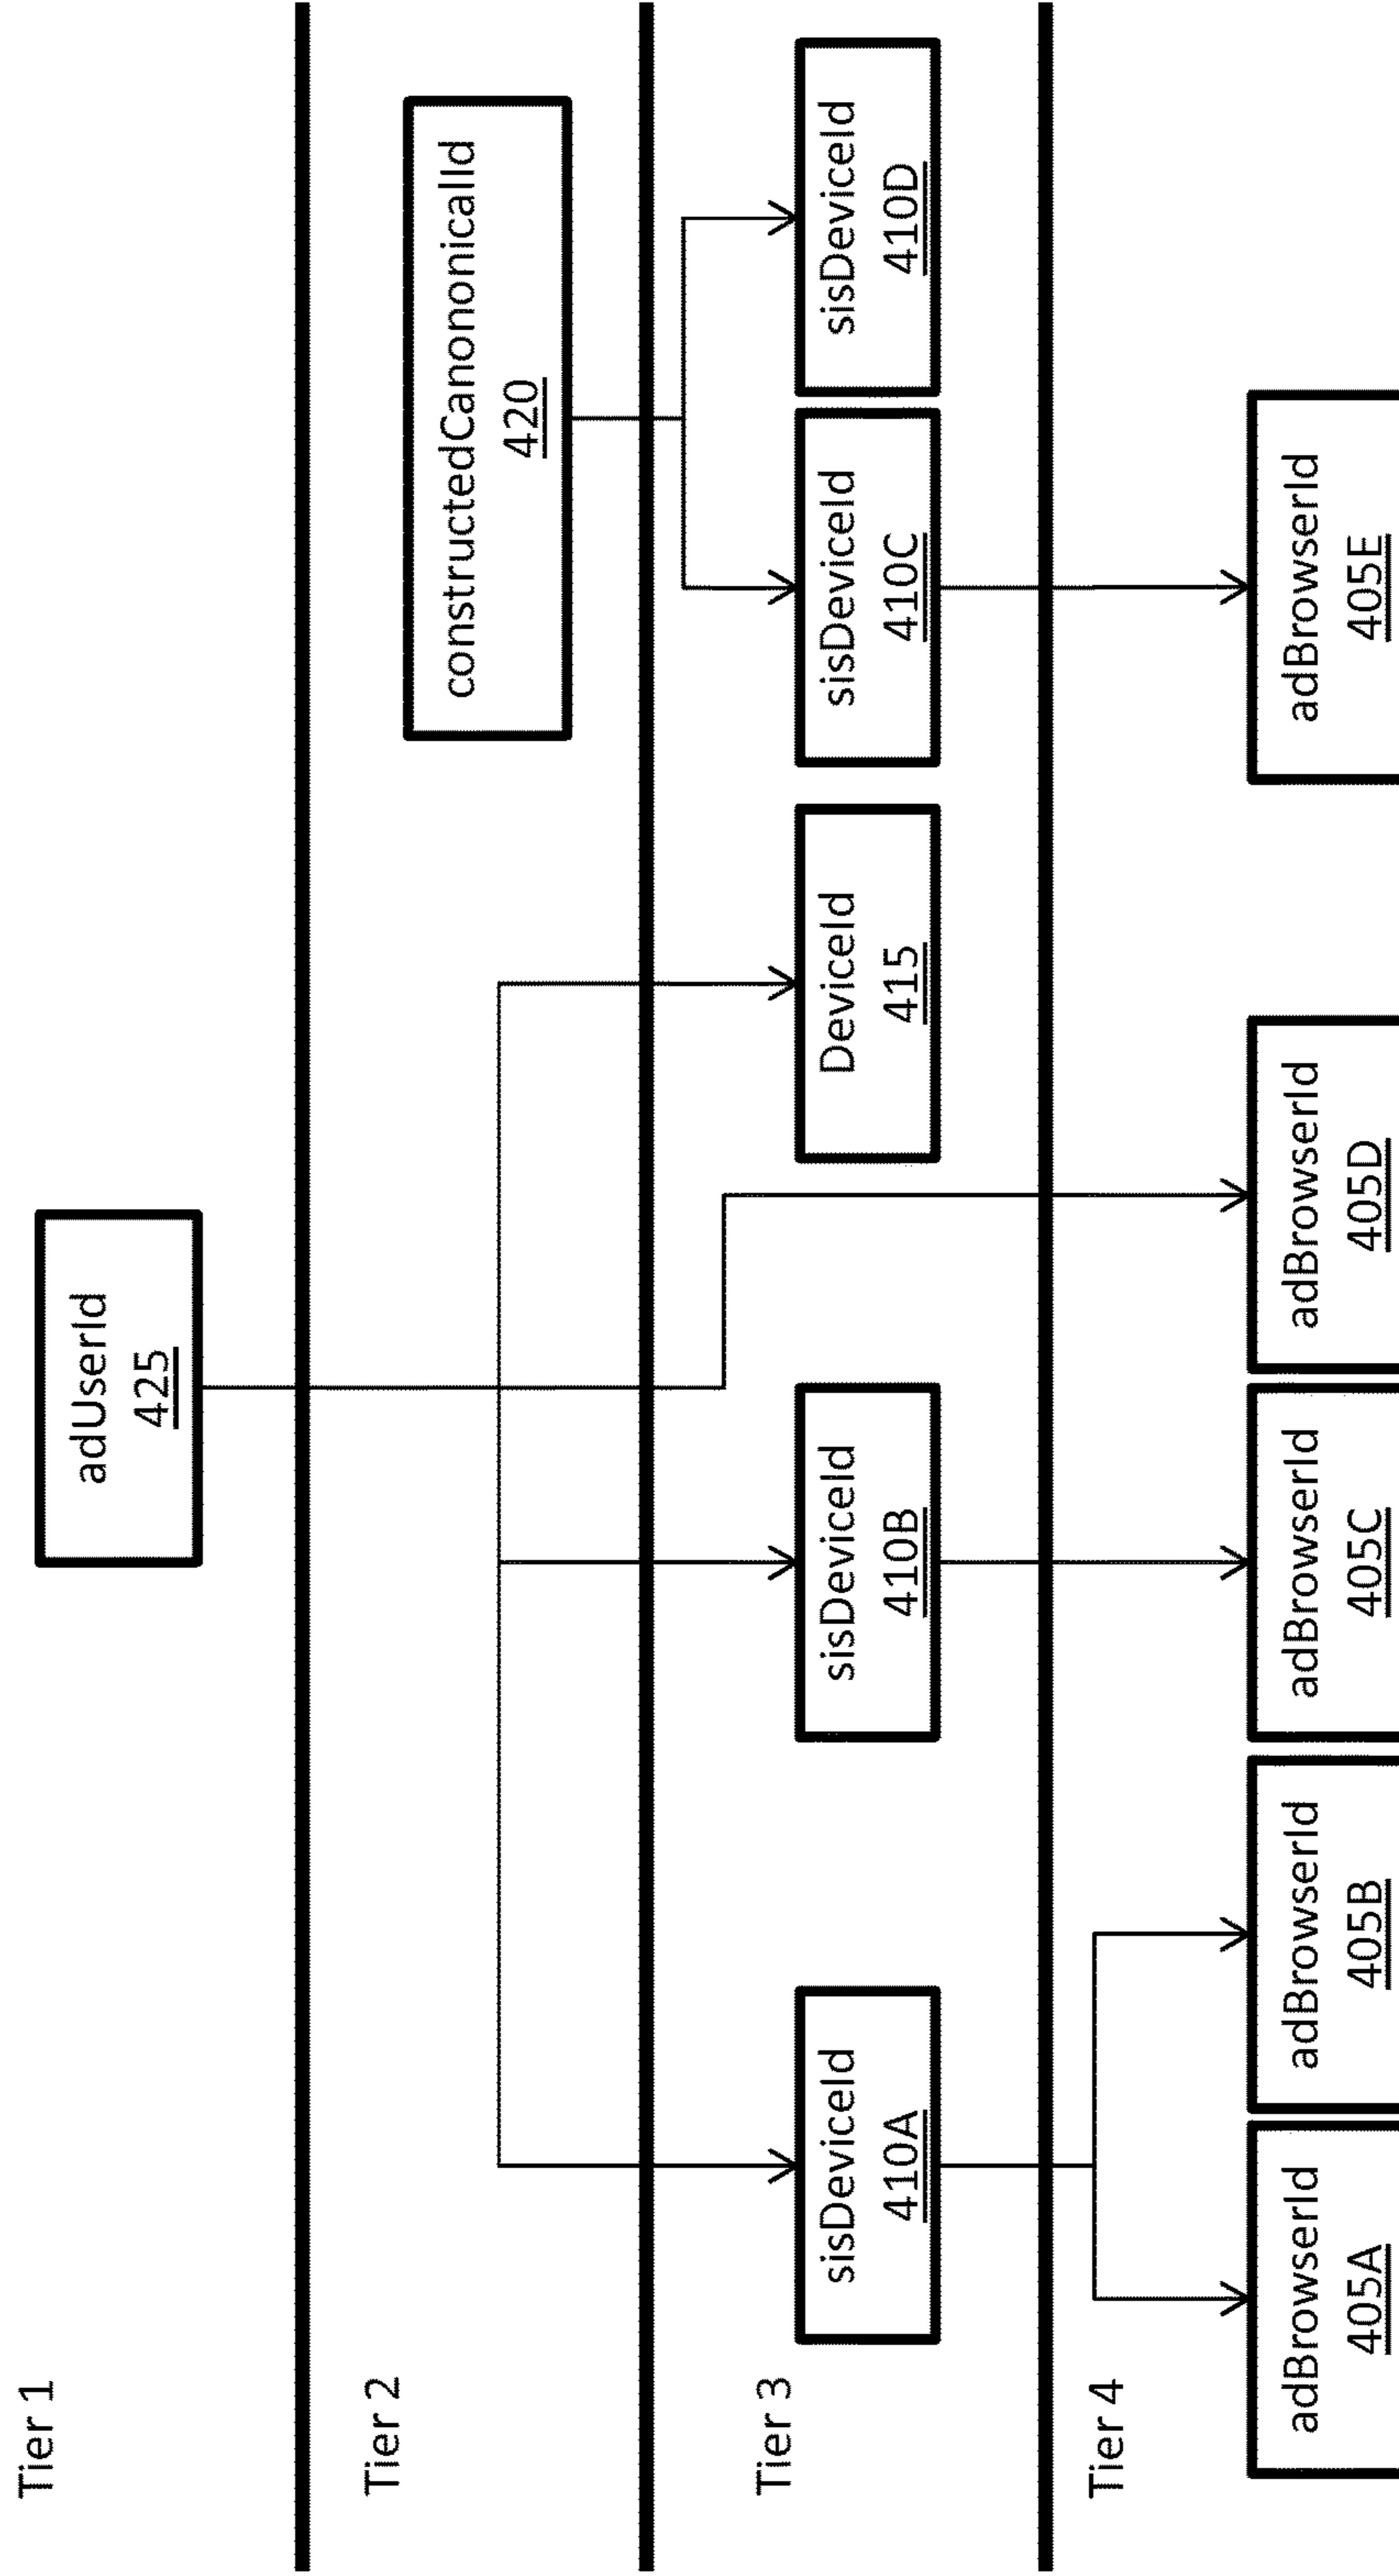 Tier 1
adUserId
425
Tier 2
constructedCanononicalId
420
Tier 3
sisDeviceId
410A
sisDeviceId
410B
DeviceId
415
sisDeviceId
410C
sisDeviceId
410D
Tier 4
adBrowserId
405A
adBrowserId
405B
adBrowserId
405C
adBrowserId
405D
adBrowserId
405E